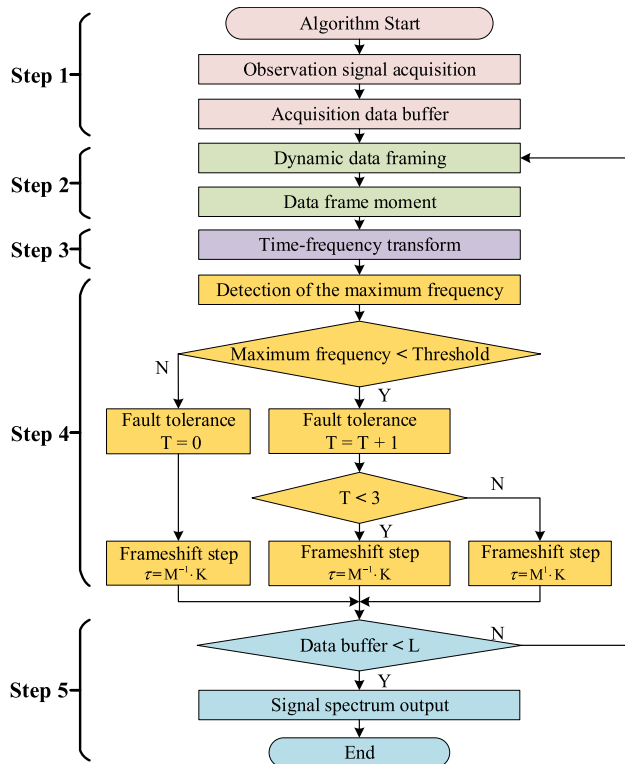 Algorithm Start
Step 1
Observation signal acquisition
Acquisition data buffer
Step 2
Dynamic data framing
Data frame moment
Step 3
Time-frequency transform
Step 4
Detection of the maximum frequency
Maximum frequency < Threshold
N
Y
Fault tolerance
T = 0
Fault tolerance
T = T + 1
T < 3
N
Y
Frameshift step
τ=M⁻¹·K
Frameshift step
τ=M⁻¹·K
Frameshift step
τ=M¹·K
Step 5
Data buffer < L
N
Y
Signal spectrum output
End